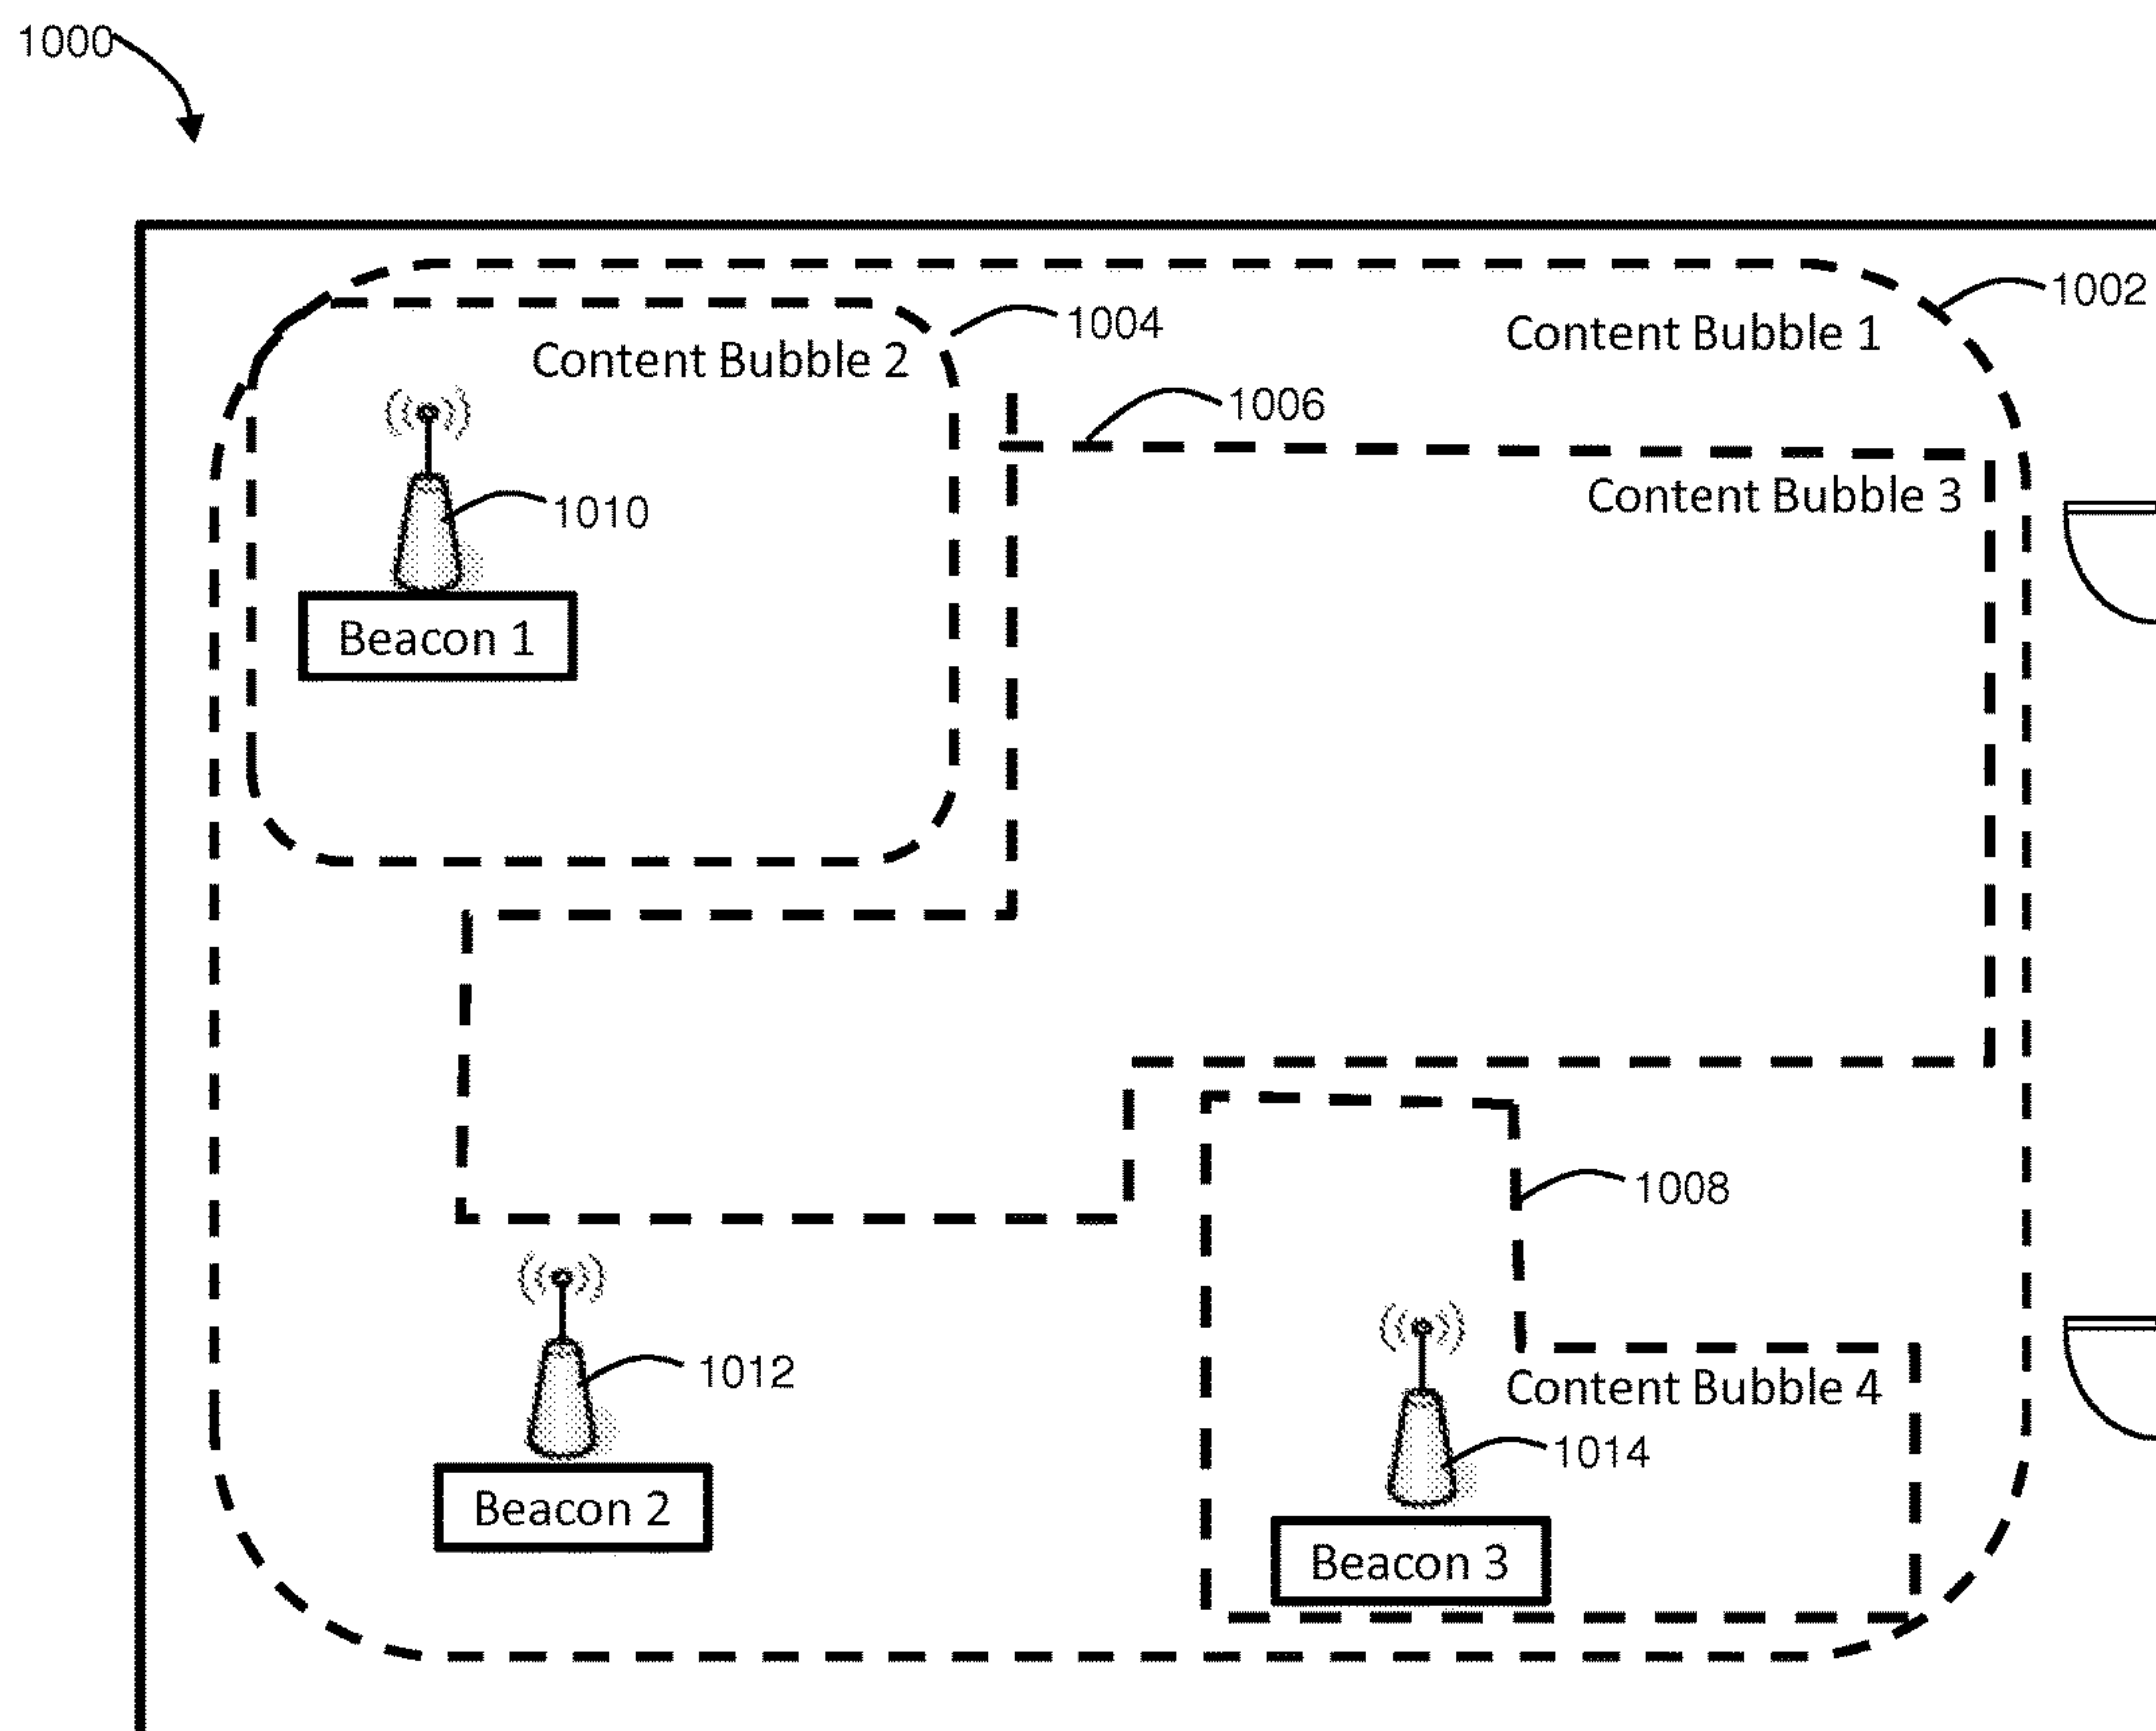 1000
1002
Content Bubble 1
1004
Content Bubble 2
1006
Content Bubble 3
1010
Beacon 1
1008
1012
Content Bubble 4
1014
Beacon 2
Beacon 3